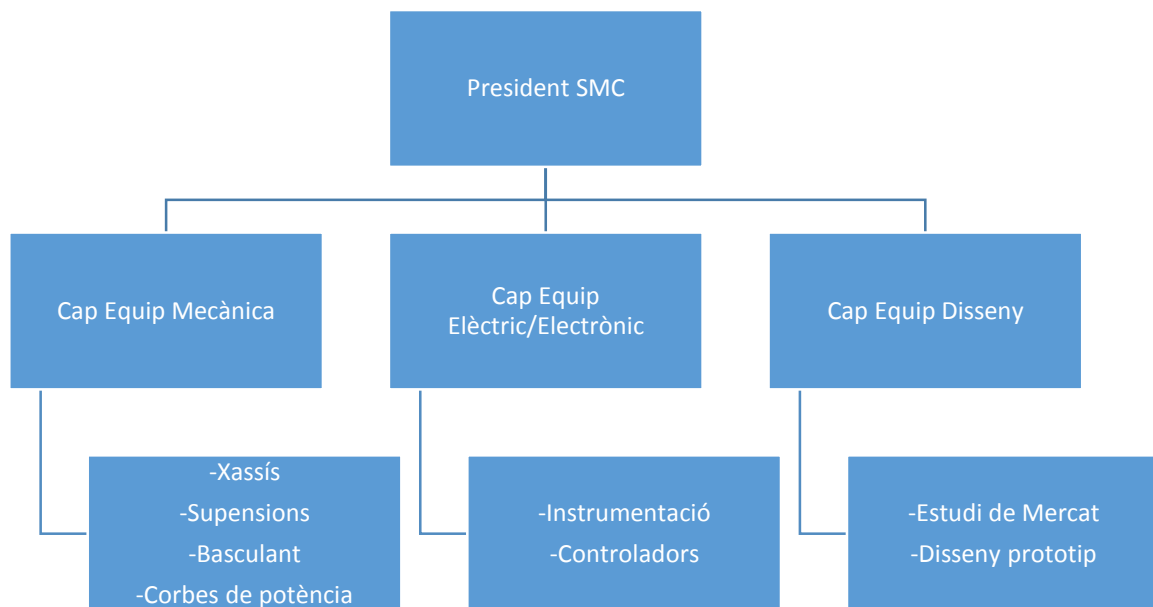 President SMC
Cap Equip Mecànica
Cap Equip
Elèctric/Electrònic
Cap Equip Disseny
-Xassís
-Supensions
-Basculant
-Corbes de potència
-Instrumentació
-Controladors
-Estudi de Mercat
-Disseny prototip